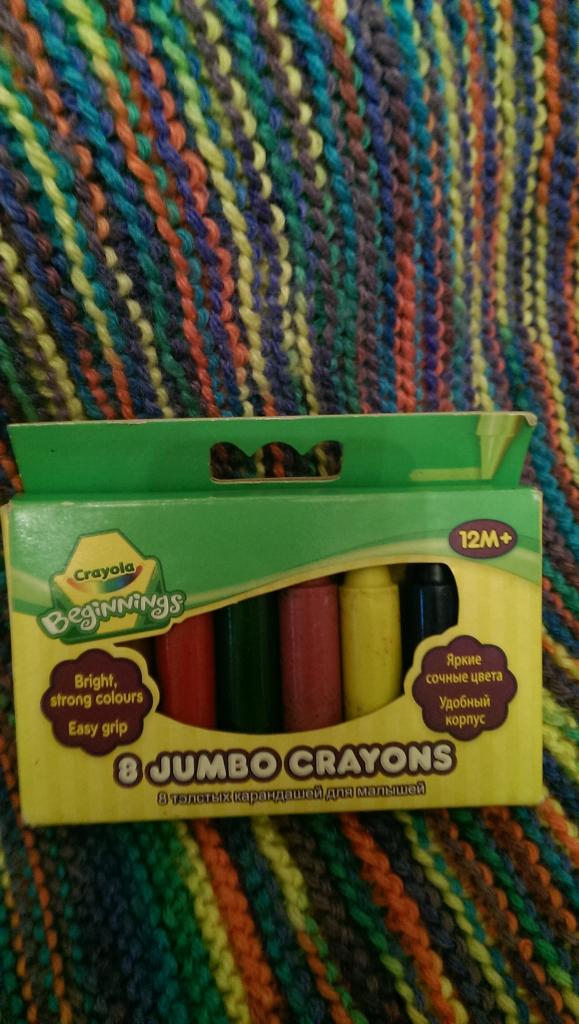 12M+
Crayola
Beginnings
Bright,
strong colours
Easy grip
Яркие
сочные цвета
Удобный
корпус
8 JUMBO CRAYONS
8 толстых карандашей для малышей